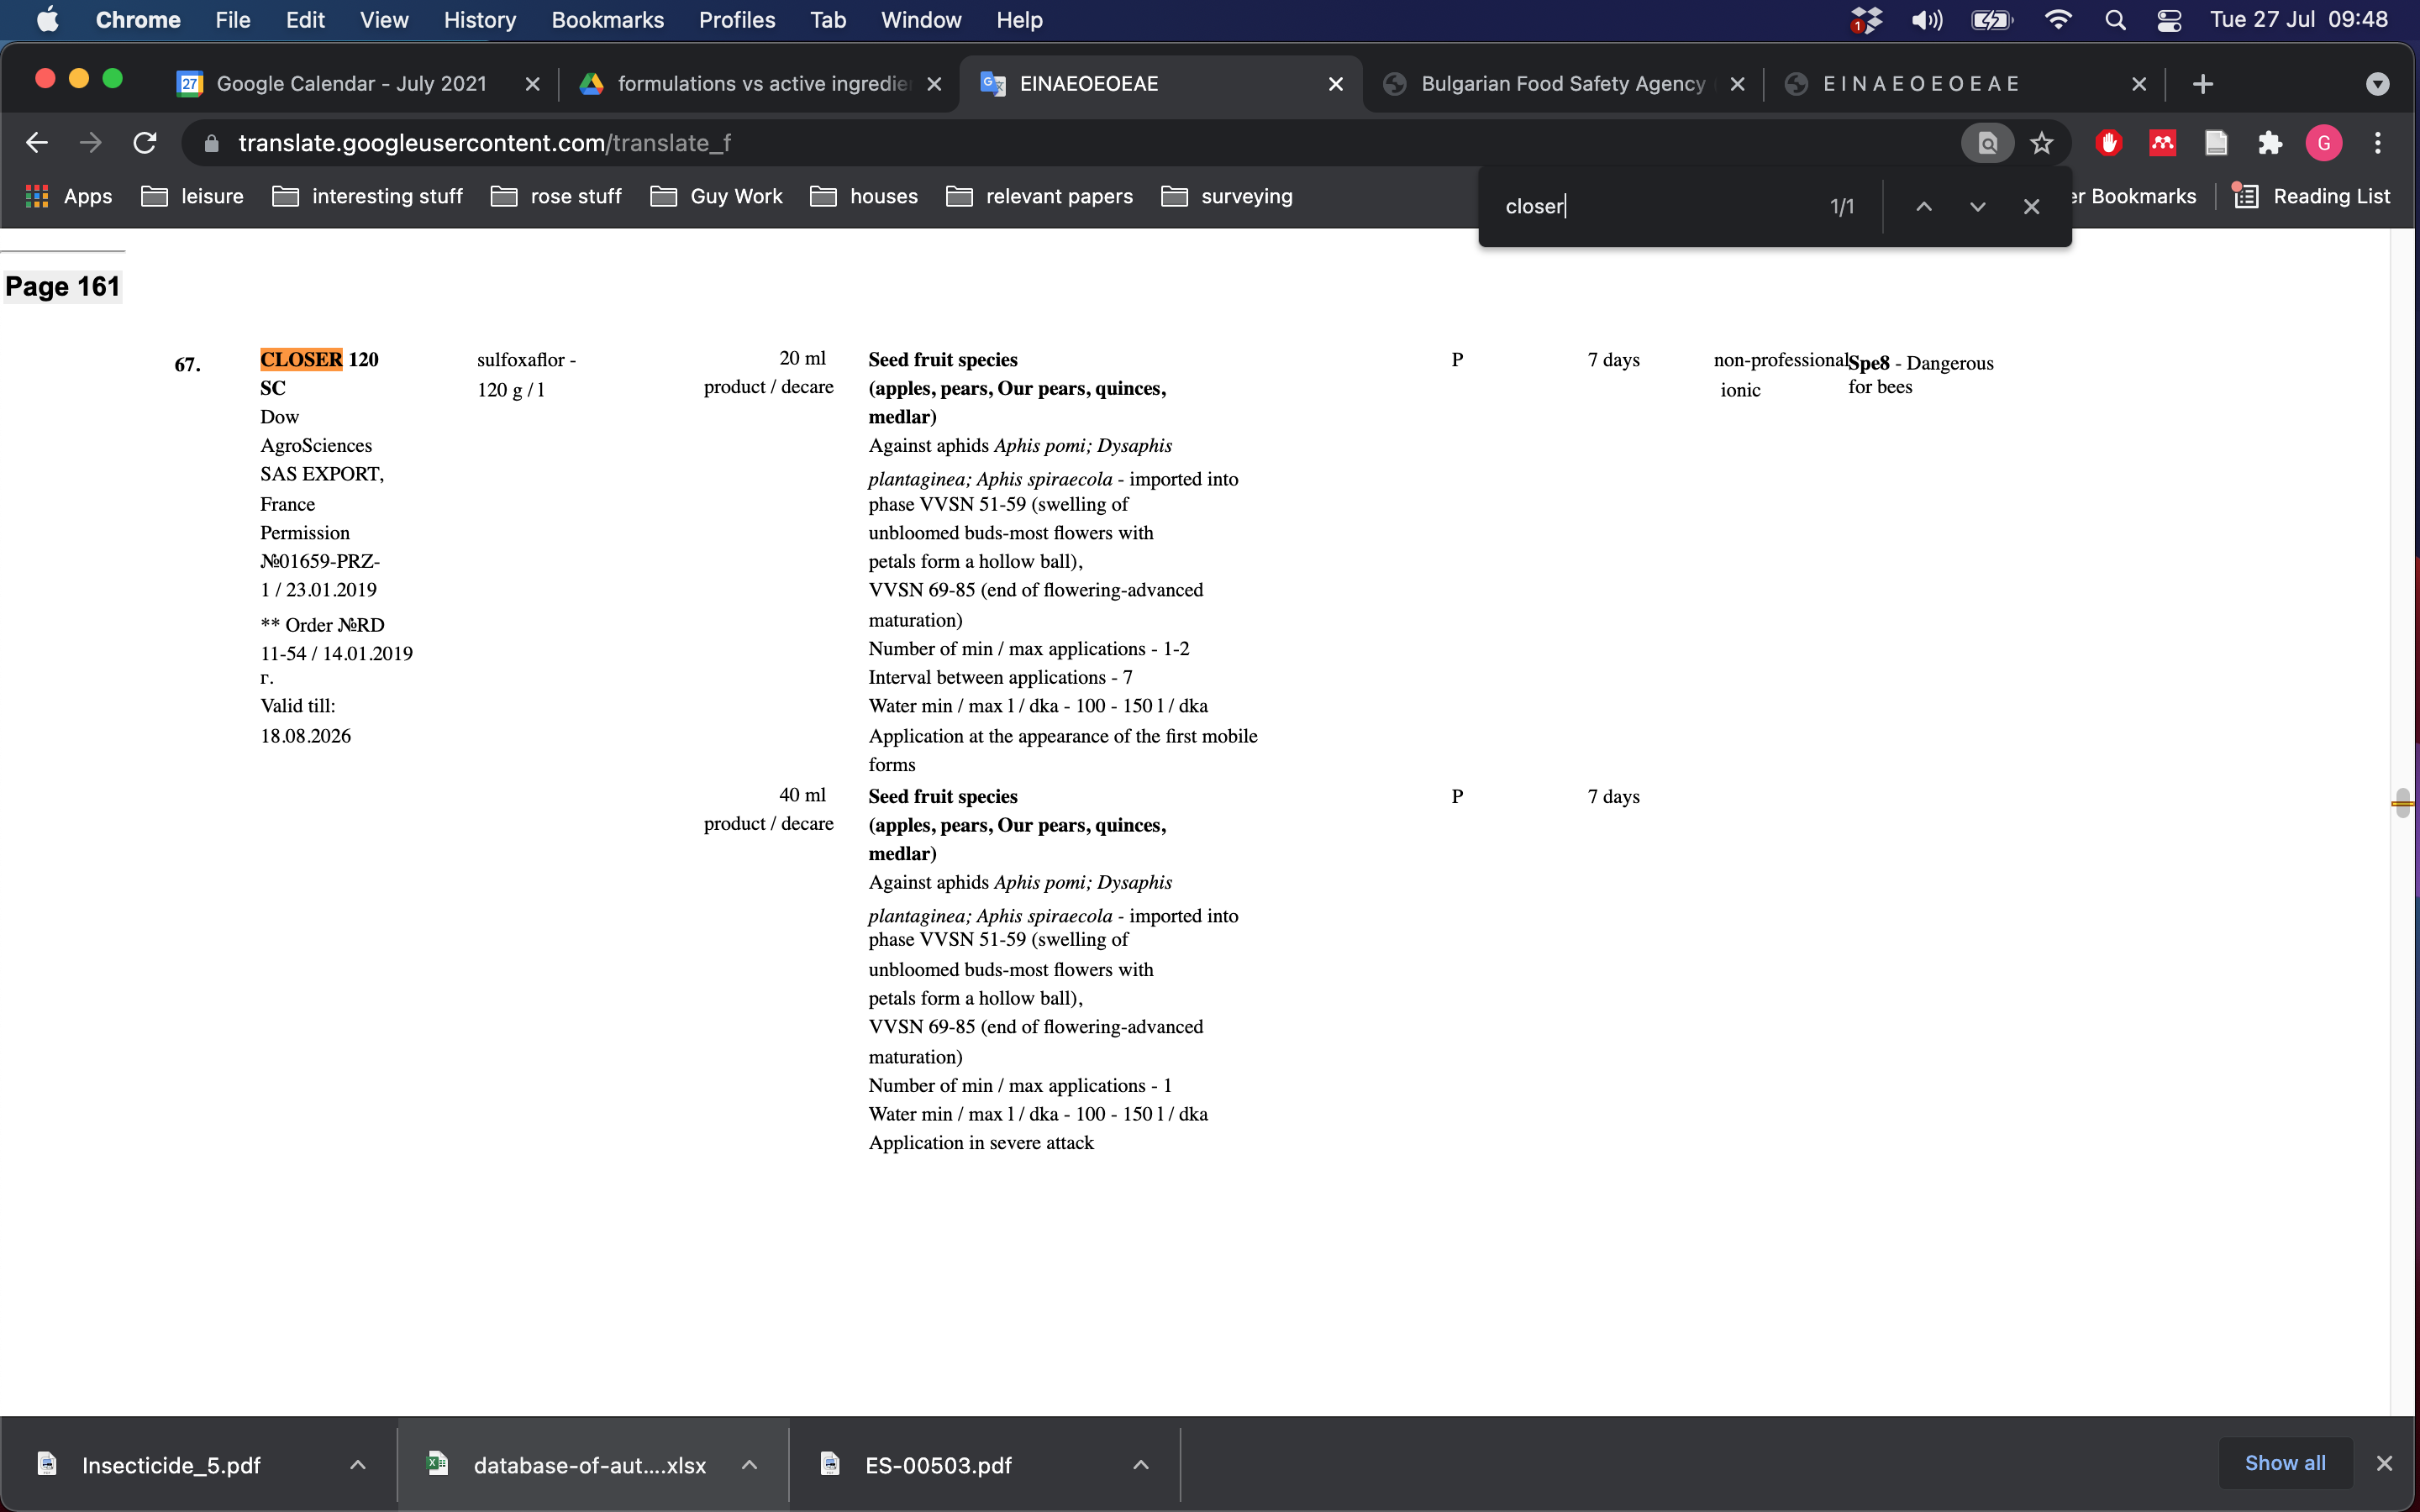 Chrome File Edit View History Bookmarks Profiles Tab Window Help 1 Tue 27 Jul 09:48
27 Google Calendar - July 2021 formulations vs active ingredie EINAEOEOEAE Bulgarian Food Safety Agency E I N A E O E O E A E
translate.googleusercontent.com/translate_f G
Apps leisure interesting stuff rose stuff Guy Work houses relevant papers surveying er Bookmarks Reading List
closer 1/1
Page 161
67.
CLOSER 120
SC
Dow
AgroSciences
SAS EXPORT,
France
Permission
№01659-PRZ-
1 / 23.01.2019
** Order №RD
11-54 / 14.01.2019
г.
Valid till:
18.08.2026
sulfoxaflor -
120 g / l
20 ml
product / decare
Seed fruit species
(apples, pears, Our pears, quinces,
medlar)
Against aphids Aphis pomi; Dysaphis
plantaginea; Aphis spiraecola - imported into
phase VVSN 51-59 (swelling of
unbloomed buds-most flowers with
petals form a hollow ball),
VVSN 69-85 (end of flowering-advanced
maturation)
Number of min / max applications - 1-2
Interval between applications - 7
Water min / max l / dka - 100 - 150 l / dka
Application at the appearance of the first mobile
forms
P
7 days
non-professional
ionic
Spe8 - Dangerous
for bees
40 ml
product / decare
Seed fruit species
(apples, pears, Our pears, quinces,
medlar)
Against aphids Aphis pomi; Dysaphis
plantaginea; Aphis spiraecola - imported into
phase VVSN 51-59 (swelling of
unbloomed buds-most flowers with
petals form a hollow ball),
VVSN 69-85 (end of flowering-advanced
maturation)
Number of min / max applications - 1
Water min / max l / dka - 100 - 150 l / dka
Application in severe attack
P
7 days
Insecticide_5.pdf database-of-aut....xlsx ES-00503.pdf Show all